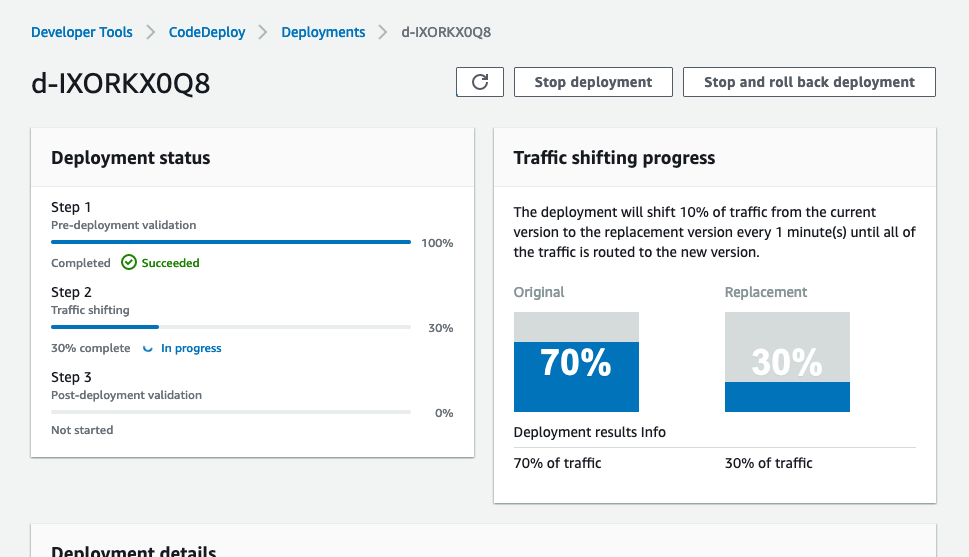 Developer Tools > CodeDeploy > Deployments > d-IXORKX0Q8
d-IXORKX0Q8
Stop deployment
Stop and roll back deployment
Deployment status
Step 1
Pre-deployment validation
100%
Completed Succeeded
Step 2
Traffic shifting
30%
30% complete In progress
Step 3
Post-deployment validation
0%
Not started
Traffic shifting progress
The deployment will shift 10% of traffic from the current
version to the replacement version every 1 minute(s) until all of
the traffic is routed to the new version.
Original
Replacement
70%
30%
Deployment results Info
70% of traffic
30% of traffic
Deployment details